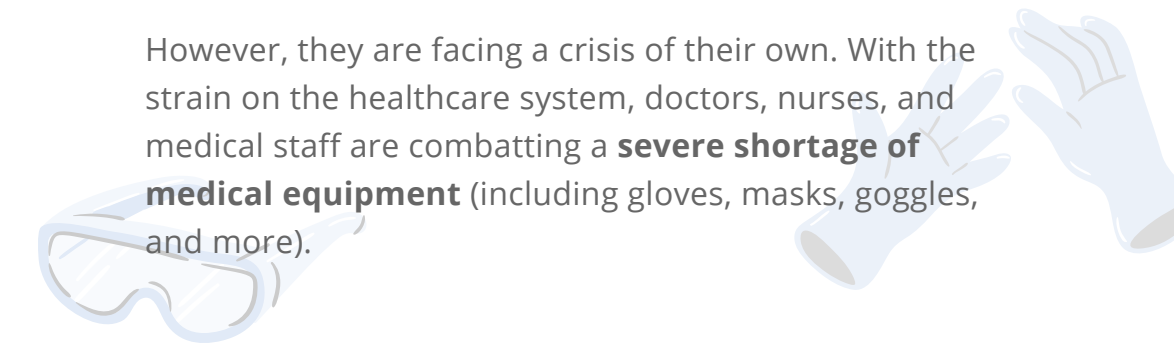 However, they are facing a crisis of their own. With the
strain on the healthcare system, doctors, nurses, and
medical staff are combatting a severe shortage of
medical equipment (including gloves, masks, goggles,
and more).